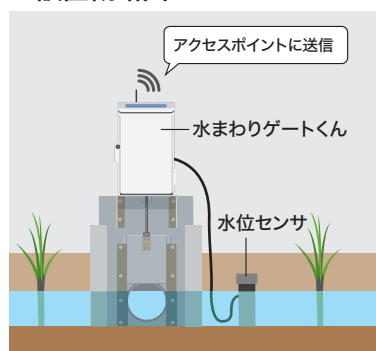 アクセスポイントに送信
水まわりゲートくん
水位センサ